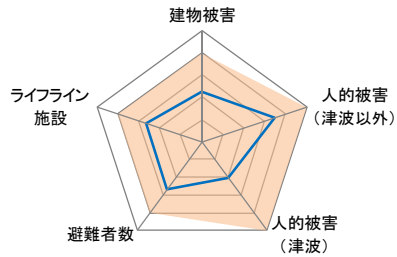 建物被害
人的被害
（津波以外）
人的被害
（津波）
避難者数
ライフライン
施設